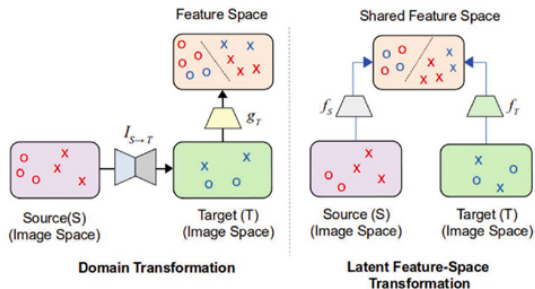 Feature Space
g_T
I_{S→T}
Source(S)
(Image Space)
Target (T)
(Image Space)
Domain Transformation
Shared Feature Space
f_S
f_T
Source (S)
(Image Space)
Target (T)
(Image Space)
Latent Feature-Space
Transformation